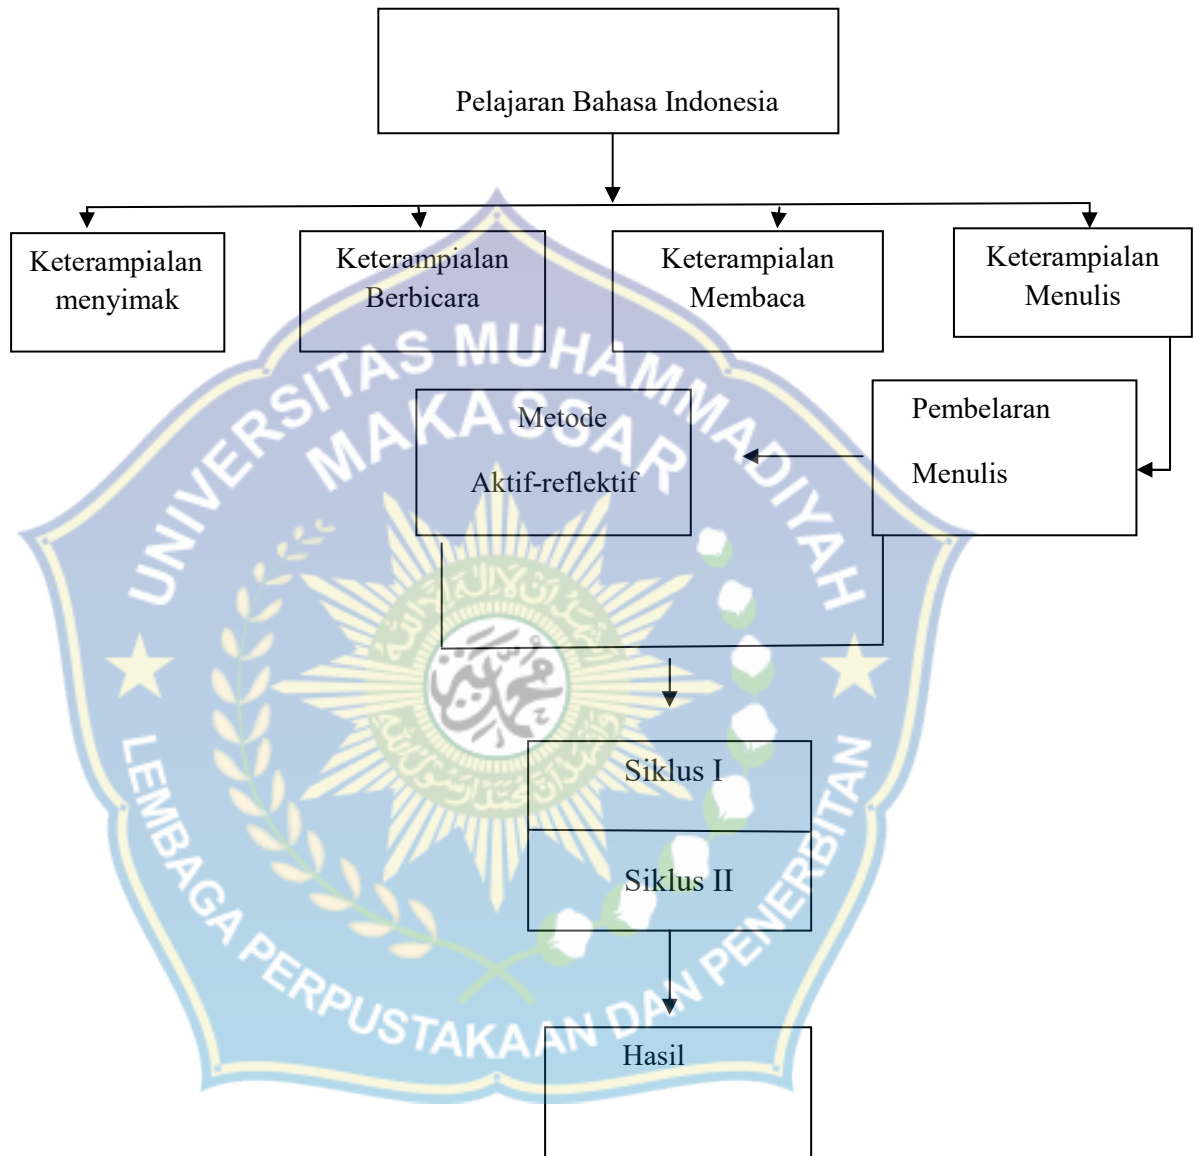 Pelajaran Bahasa Indonesia
Keterampialan
menyimak
Keterampialan
Berbicara
Keterampialan
Membaca
Keterampialan
Menulis
UNIVERSITAS MUHAMMADIYAH
MAKASSAR
Metode
Aktif-reflektif
Pembelaran
Menulis
Siklus I
Siklus II
LEMBAGA PERPUSTAKAAN DAN PENERBITAN
Hasil